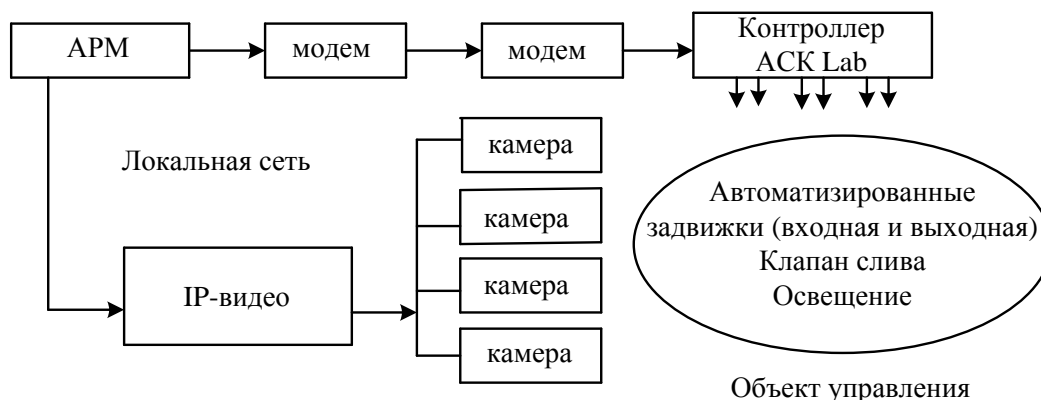 АРМ
модем
модем
Контроллер
АСК Lab
Локальная сеть
камера
камера
камера
камера
IP-видео
Автоматизированные
задвижки (входная и выходная)
Клапан слива
Освещение
Объект управления